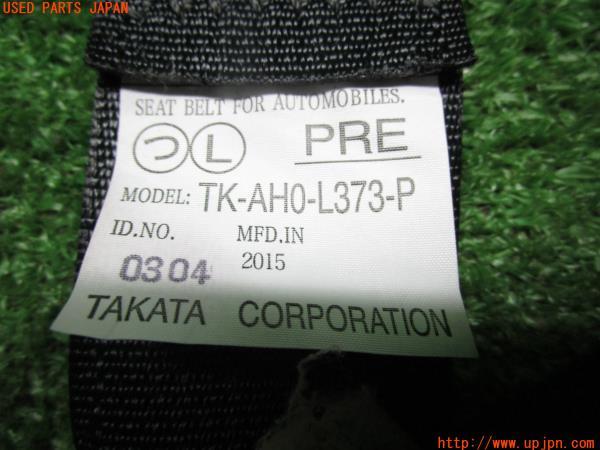 USED PARTS JAPAN
SEAT BELT FOR AUTOMOBILES.
つ L PRE
MODEL: TK-AH0-L373-P
ID.NO. MFD.IN
0304 2015
TAKATA CORPORATION
http://www.upjpn.com/